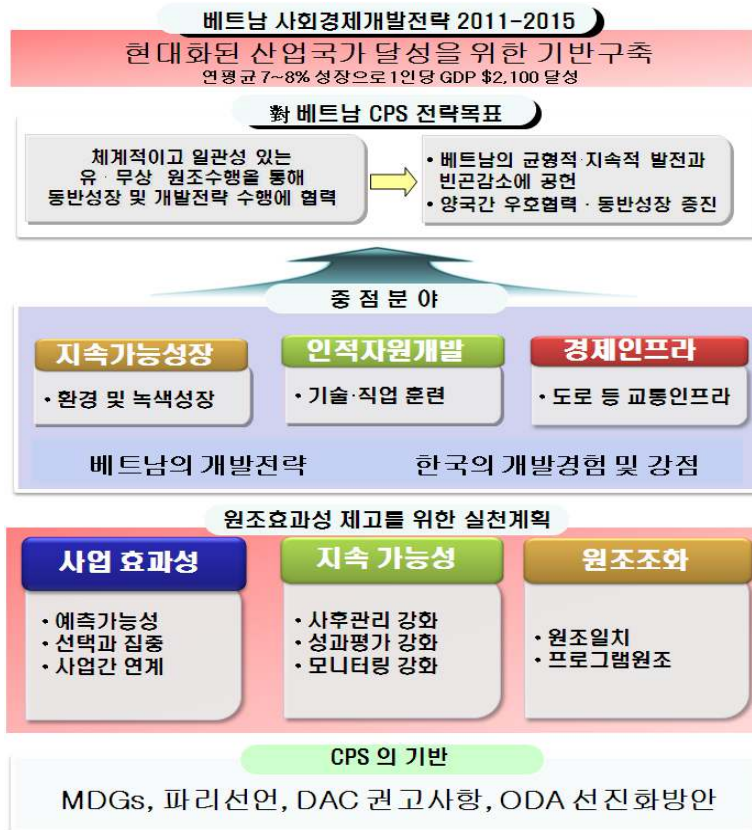 베트남 사회경제개발전략 2011-2015
현대화된 산업국가 달성을 위한 기반구축
연평균 7~8% 성장으로 1인당 GDP $2,100 달성
對 베트남 CPS 전략목표
체계적이고 일관성 있는
유·무상 원조수행을 통해
동반성장 및 개발전략 수행에 협력
• 베트남의 균형적·지속적 발전과
빈곤감소에 공헌
• 양국간 우호협력·동반성장 증진
중 점 분 야
지속가능성장
• 환경 및 녹색성장
인적자원개발
• 기술·직업 훈련
경제인프라
• 도로 등 교통인프라
베트남의 개발전략
한국의 개발경험 및 강점
원조효과성 제고를 위한 실천계획
사업 효과성
• 예측가능성
• 선택과 집중
• 사업간 연계
지속 가능성
• 사후관리 강화
• 성과평가 강화
• 모니터링 강화
원조조화
• 원조일치
• 프로그램원조
CPS 의 기반
MDGs, 파리선언, DAC 권고사항, ODA 선진화방안